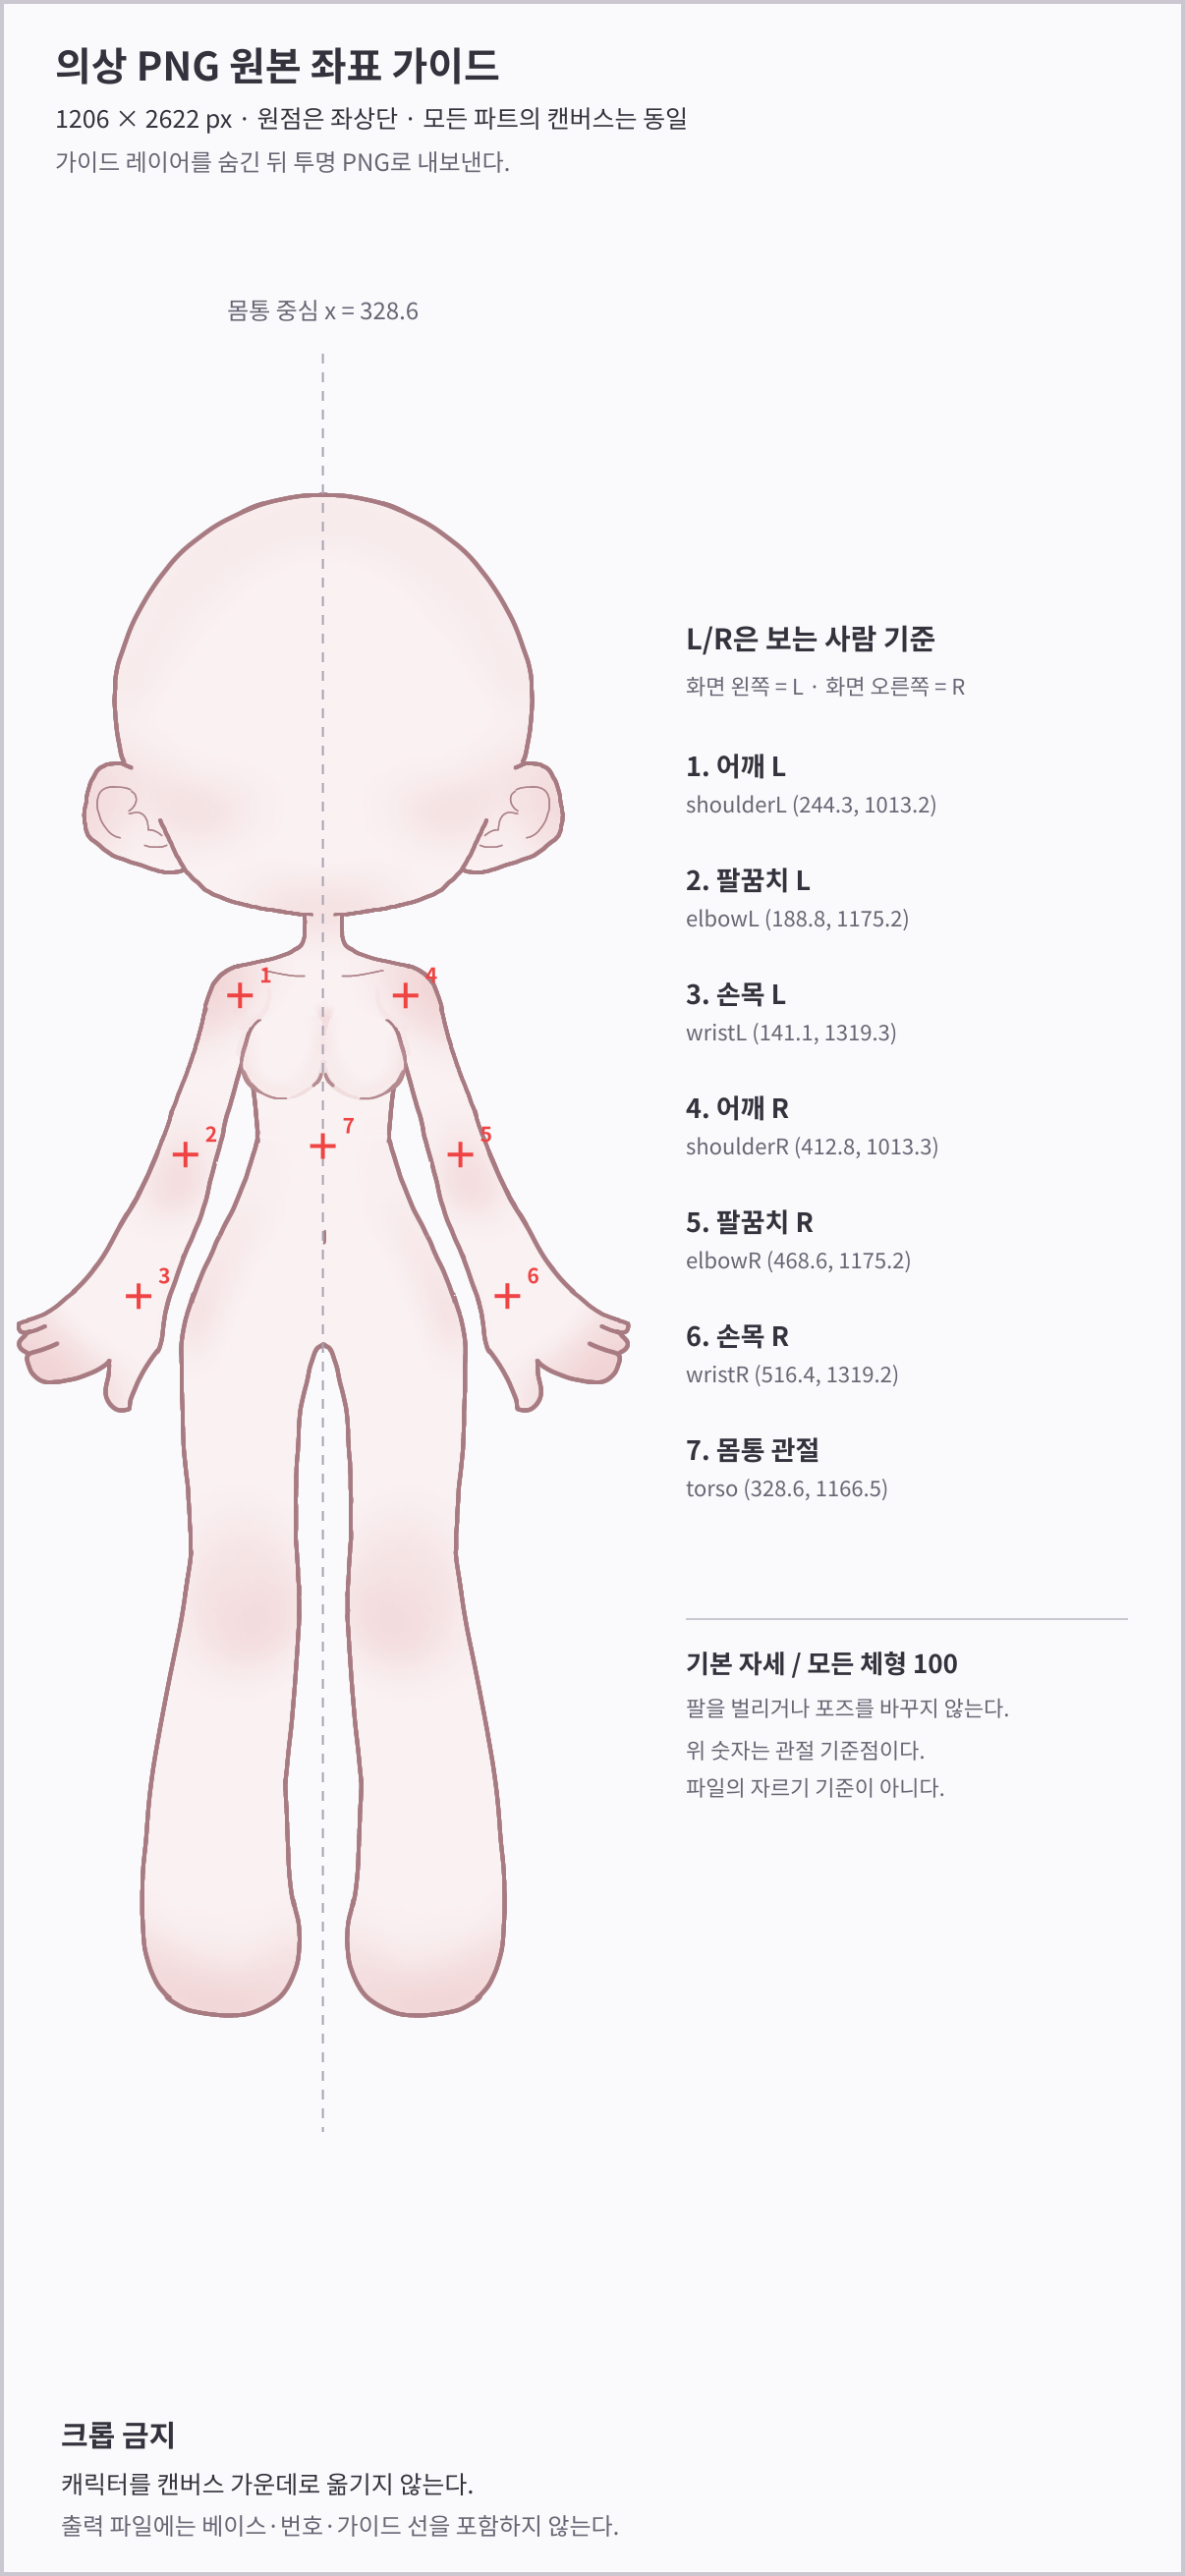 의상 PNG 원본 좌표 가이드
1206 × 2622 px · 원점은 좌상단 · 모든 파트의 캔버스는 동일
가이드 레이어를 숨긴 뒤 투명 PNG로 내보낸다.
몸통 중심 x = 328.6
L/R은 보는 사람 기준
화면 왼쪽 = L · 화면 오른쪽 = R
1. 어깨 L
shoulderL (244.3, 1013.2)
2. 팔꿈치 L
elbowL (188.8, 1175.2)
3. 손목 L
wristL (141.1, 1319.3)
4. 어깨 R
shoulderR (412.8, 1013.3)
5. 팔꿈치 R
elbowR (468.6, 1175.2)
6. 손목 R
wristR (516.4, 1319.2)
7. 몸통 관절
torso (328.6, 1166.5)
1
4
7
2
5
3
6
기본 자세 / 모든 체형 100
팔을 벌리거나 포즈를 바꾸지 않는다.
위 숫자는 관절 기준점이다.
파일의 자르기 기준이 아니다.
크롭 금지
캐릭터를 캔버스 가운데로 옮기지 않는다.
출력 파일에는 베이스·번호·가이드 선을 포함하지 않는다.